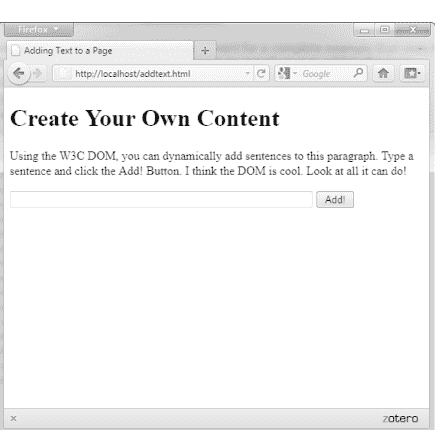 Firefox
Adding Text to a Page
http://localhost/addtext.html
Google
Create Your Own Content
Using the W3C DOM, you can dynamically add sentences to this paragraph. Type a
sentence and click the Add! Button. I think the DOM is cool. Look at all it can do!
Add!
zotero